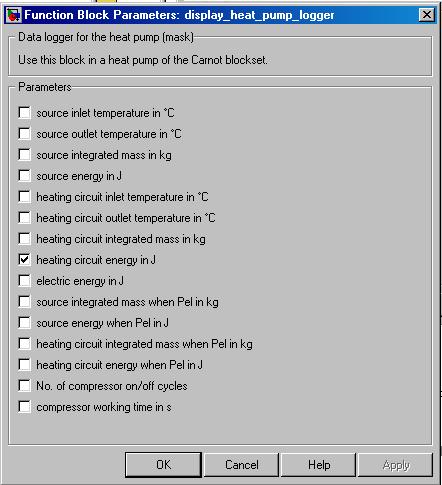 Function Block Parameters: display_heat_pump_logger
Data logger for the heat pump (mask)
Use this block in a heat pump of the Carnot blockset.
Parameters
source inlet temperature in °C
source outlet temperature in °C
source integrated mass in kg
source energy in J
heating circuit inlet temperature in °C
heating circuit outlet temperature in °C
heating circuit integrated mass in kg
heating circuit energy in J
electric energy in J
source integrated mass when Pel in kg
source energy when Pel in J
heating circuit integrated mass when Pel in kg
heating circuit energy when Pel in J
No. of compressor on/off cycles
compressor working time in s
OK Cancel Help Apply